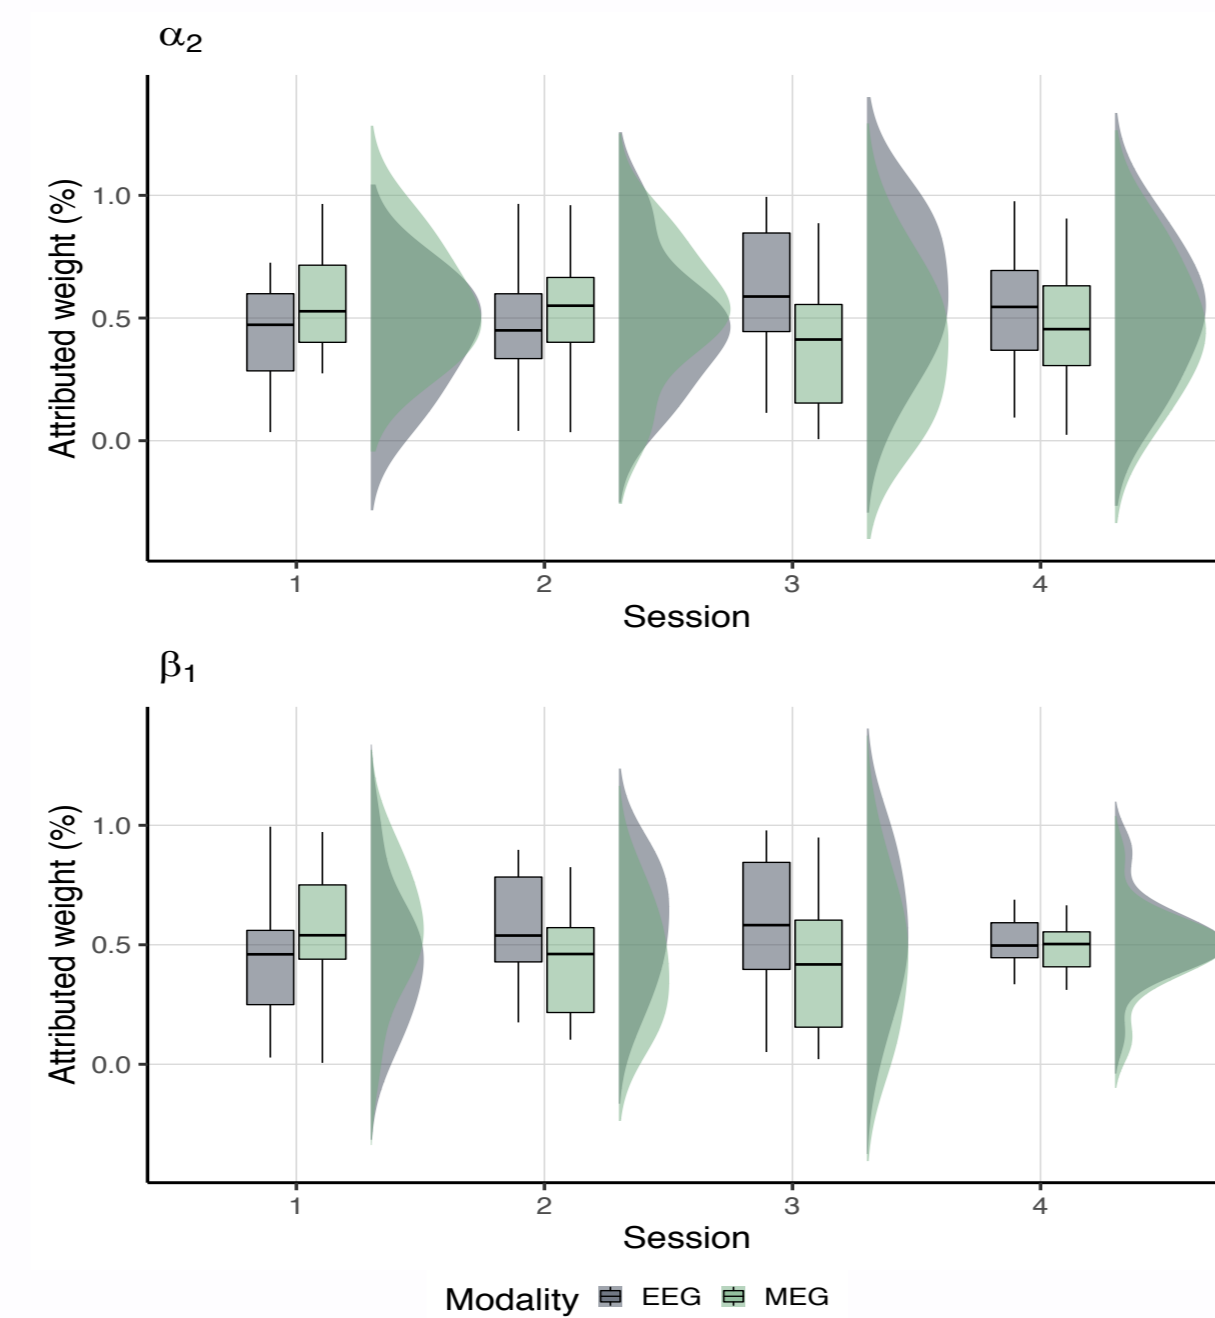 α2
Attributed weight (%)
1.0
0.5
0.0
1 2 3 4
Session
β1
Attributed weight (%)
1.0
0.5
0.0
1 2 3 4
Session
Modality EEG MEG